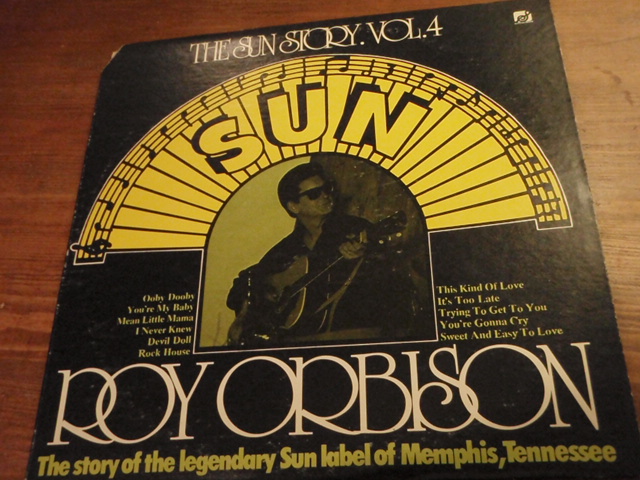 THE SUN STORY. VOL.4
SUN
Ooby Dooby
You're My Baby
Mean Little Mama
I Never Knew
Devil Doll
Rock House
This Kind Of Love
It's Too Late
Trying To Get To You
You're Gonna Cry
Sweet And Easy To Love
ROY ORBISON
The story of the legendary Sun label of Memphis, Tennessee